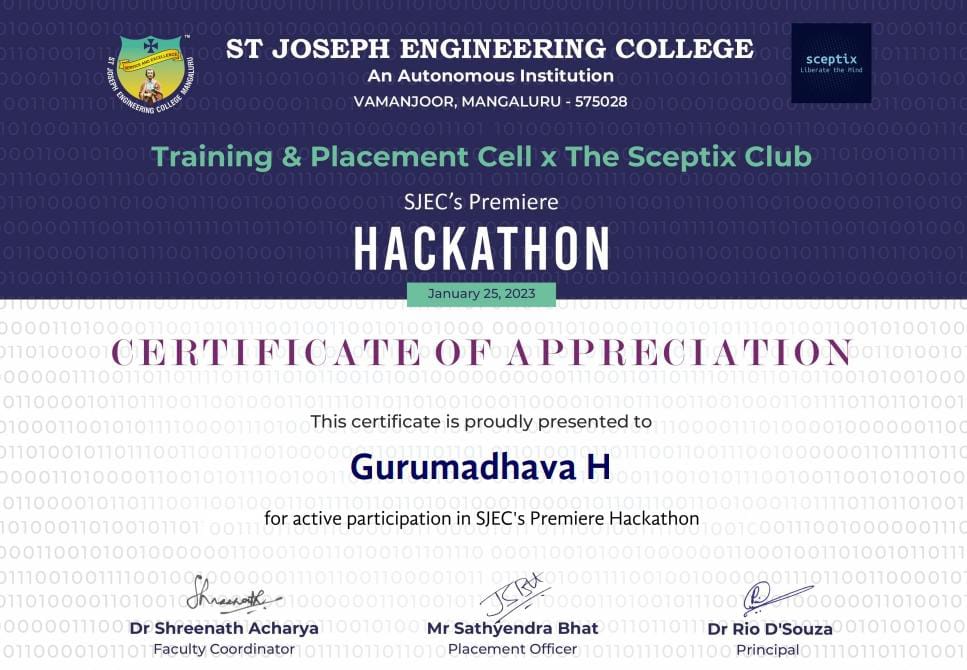 ST JOSEPH ENGINEERING COLLEGE
An Autonomous Institution
VAMANJOOR, MANGALURU - 575028
SERVICE AND EXCELLENCE
ST JOSEPH ENGINEERING COLLEGE MANGALURU
TM
sceptix
Liberate the Mind
Training & Placement Cell x The Sceptix Club
SJEC's Premiere
HACKATHON
January 25, 2023
CERTIFICATE OF APPRECIATION
This certificate is proudly presented to
Gurumadhava H
for active participation in SJEC's Premiere Hackathon
Shreenath
JSBhat
Dr Shreenath Acharya
Mr Sathyendra Bhat
Dr Rio D'Souza
Faculty Coordinator
Placement Officer
Principal